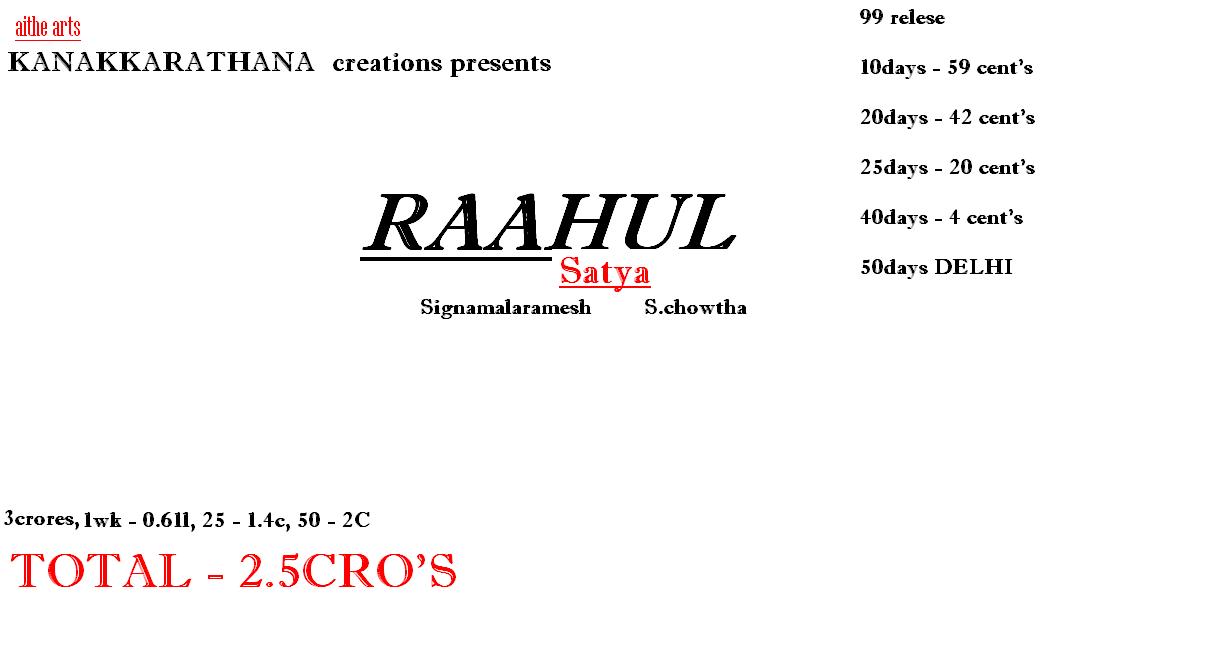 aithe arts
KANAKKARATHANA creations presents
RAAHUL
Satya
Signamalaramesh S.chowtha
99 relese
10days - 59 cent's
20days - 42 cent's
25days - 20 cent's
40days - 4 cent's
50days DELHI
3crores, 1wk - 0.61l, 25 - 1.4c, 50 - 2C
TOTAL - 2.5CRO'S